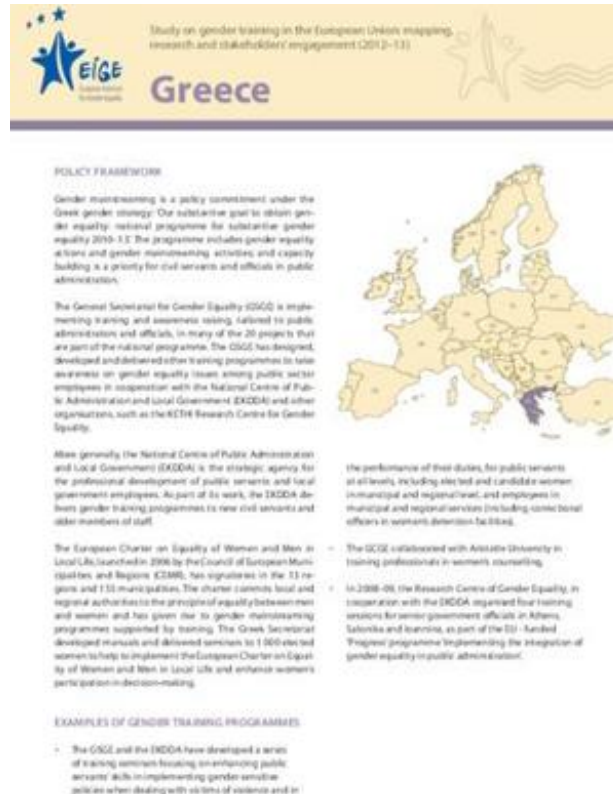 Study on gender training in the European Union: mapping,
research and stakeholders' engagement (2012–13)
EIGE
Greece
POLICY FRAMEWORK
Gender mainstreaming is a policy commitment under the
Greek gender strategy: 'Our substantive goal to obtain gen-
der equality: national programme for substantive gender
equality 2010–13'. The programme includes gender equality
actions and gender mainstreaming activities; and capacity
building is a priority for civil servants and officials in public
administration.
The General Secretariat for Gender Equality (GSGE) is imple-
menting training and awareness raising, tailored to public
administrators and officials, in many of the 20 projects that
are part of the national programme. The GSGE has designed,
developed and delivered other training programmes to raise
awareness on gender equality issues among public sector
employees in cooperation with the National Centre of Pub-
lic Administration and Local Government (EKDDA) and other
organisations, such as the KETHI Research Centre for Gender
Equality.
More generally, the National Centre of Public Administration
and Local Government (EKDDA) is the strategic agency for
the professional development of public servants and local
government employees. As part of its work, the EKDDA de-
livers gender training programmes to new civil servants and
older members of staff.
The European Charter on Equality of Women and Men in
Local Life, launched in 2006 by the Council of European Muni-
cipalities and Regions (CEMR), has signatories in the 13 re-
gions and 155 municipalities. The charter commits local and
regional authorities to the principle of equality between men
and women and has given rise to gender mainstreaming
programmes supported by training. The Greek Secretariat
developed manuals and delivered seminars to 1 000 elected
women to help to implement the European Charter on Equal-
ity of Women and Men in Local Life and enhance women's
participation in decision-making.
EXAMPLES OF GENDER TRAINING PROGRAMMES
• The GSGE and the EKDDA have developed a series
of training seminars focusing on enhancing public
servants' skills in implementing gender-sensitive
policies when dealing with victims of violence and in
the performance of their duties, for public servants
at all levels, including elected and candidate women
in municipal and regional level, and employees in
municipal and regional services (including correctional
officers in women's detention facilities).
• The GCGE collaborated with Aristotle University in
training professionals in women's counselling.
• In 2008–09, the Research Centre of Gender Equality, in
cooperation with the EKDDA organised four training
sessions for senior government officials in Athens,
Salonika and Ioannina, as part of the EU - funded
'Progress' programme 'Implementing the integration of
gender equality in public administration'.